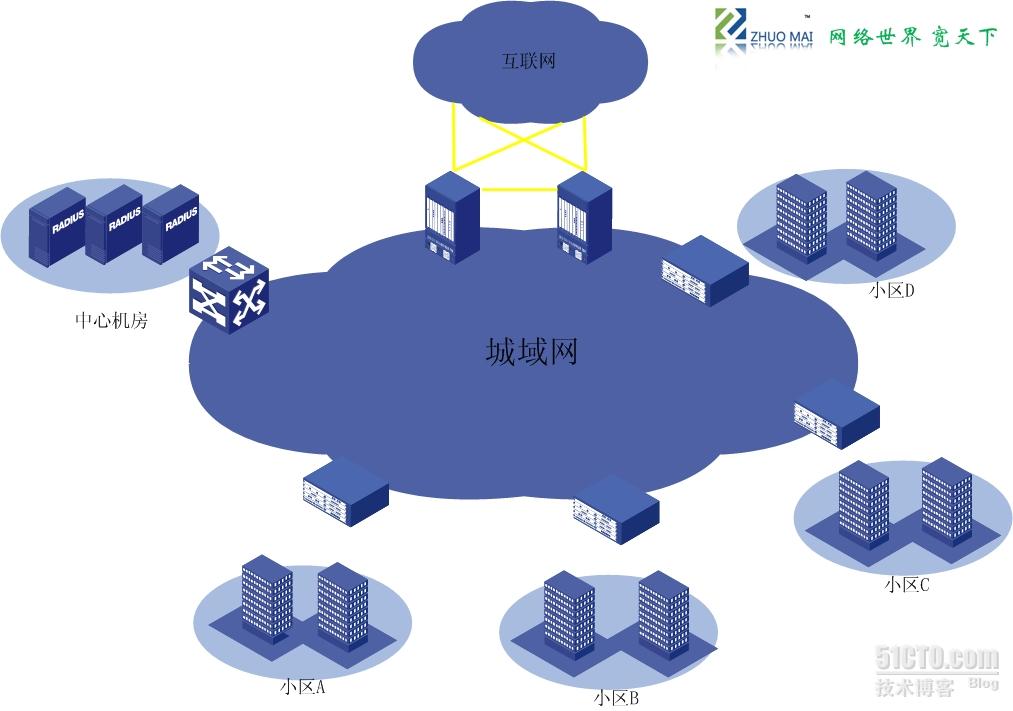 互联网
ZHUO MAI
™
网络世界 宽天下
RADIUS
RADIUS
RADIUS
中心机房
小区D
城域网
小区C
小区A
小区B
51CTO.com
技术博客 Blog